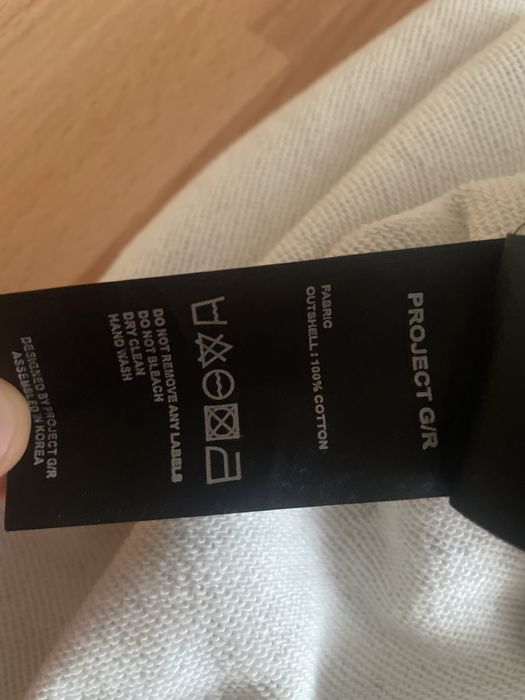 PROJECT G/R
FABRIC
OUTSHELL : 100% COTTON
DO NOT REMOVE ANY LABELS
DO NOT BLEACH
DRY CLEAN
HAND WASH
DESIGNED BY PROJECT G/R
ASSEMBLED IN KOREA